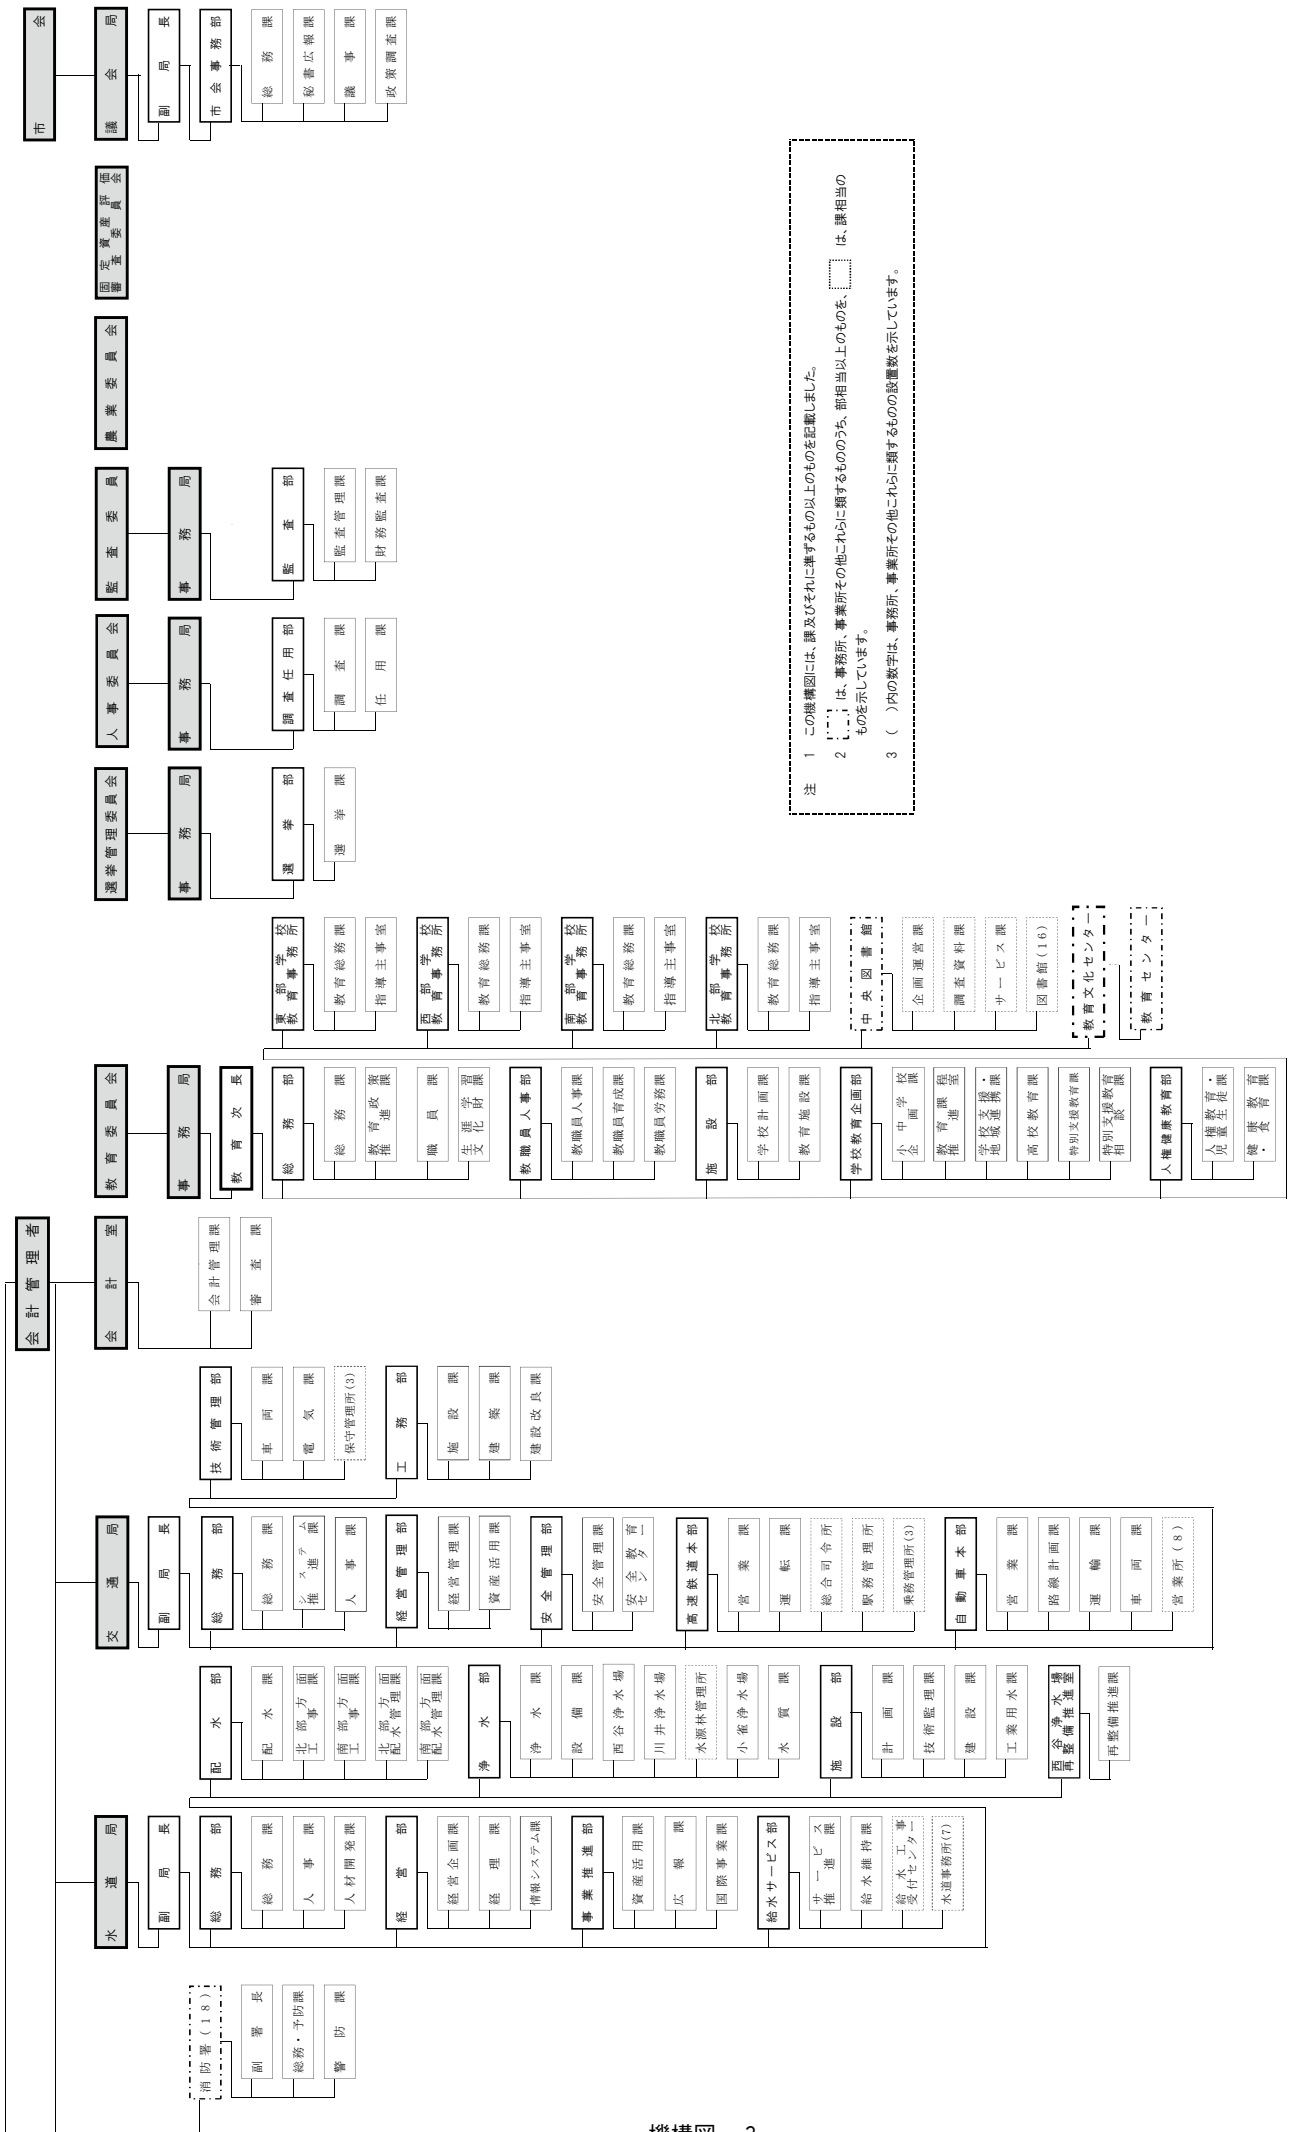 消防署(18)
副署長
総務・予防課
警防課
水道局
副局長
総務部
総務課
人事課
人材開発課
経営部
経営企画課
経理課
情報システム課
事業推進部
資産活用課
広報課
国際事業課
給水サービス部
サービス
推進課
給水維持課
給水工事
受付センター
水道事務所(7)
配水部
配水課
北部方面
工事課
南部方面
工事課
北部方面
配水管理課
南部方面
配水管理課
浄水部
浄水課
設備課
西谷浄水場
川井浄水場
水源林管理所
小雀浄水場
水質課
施設部
計画課
技術監理課
建設課
工業用水課
西谷浄水場
再整備推進室
再整備推進課
交通局
副局長
総務部
総務課
システム
推進課
人事課
経営管理部
経営管理課
資産活用課
安全管理部
安全管理課
安全教育
センター
高速鉄道本部
営業課
運転課
総合司令所
駅務管理所
乗務管理所(3)
自動車本部
営業課
路線計画課
運輸課
車両課
営業所(8)
技術管理部
車両課
電気課
保守管理所(3)
工務部
施設課
建築課
建設改良課
会計管理者
会計室
会計管理課
審査課
教育委員会
事務局
教育次長
総務部
総務課
教育政策
推進課
職員課
生涯学習
文化財課
教職員人事部
教職員人事課
教職員育成課
教職員労務課
施設部
学校計画課
教育施設課
学校教育企画部
小中学校
企画課
教育課程
推進室
学校支援・
地域連携課
高校教育課
特別支援教育課
特別支援教育
相談課
人権健康教育部
人権教育・
児童生徒課
健康教育
・食育課
東部学校
教育事務所
教育総務課
指導主事室
西部学校
教育事務所
教育総務課
指導主事室
南部学校
教育事務所
教育総務課
指導主事室
北部学校
教育事務所
教育総務課
指導主事室
中央図書館
企画運営課
調査資料課
サービス課
図書館(16)
教育文化センター
教育センター
選挙管理委員会
事務局
選挙部
選挙課
人事委員会
事務局
調査任用部
調査課
任用課
監査委員
事務局
監査部
監査管理課
財務監査課
農業委員会
固定資産評価
審査委員会
市会
議会局
副局長
市会事務部
総務課
秘書広報課
議事課
政策調査課
注 1 この機構図には、課及びそれに準ずるもの以上のものを記載しました。
2 は、事務所、事業所その他これらに類するもののうち、部相当以上のものを、 は、課相当の
ものを示しています。
3 ( )内の数字は、事務所、事業所その他これらに類するものの設置数を示しています。